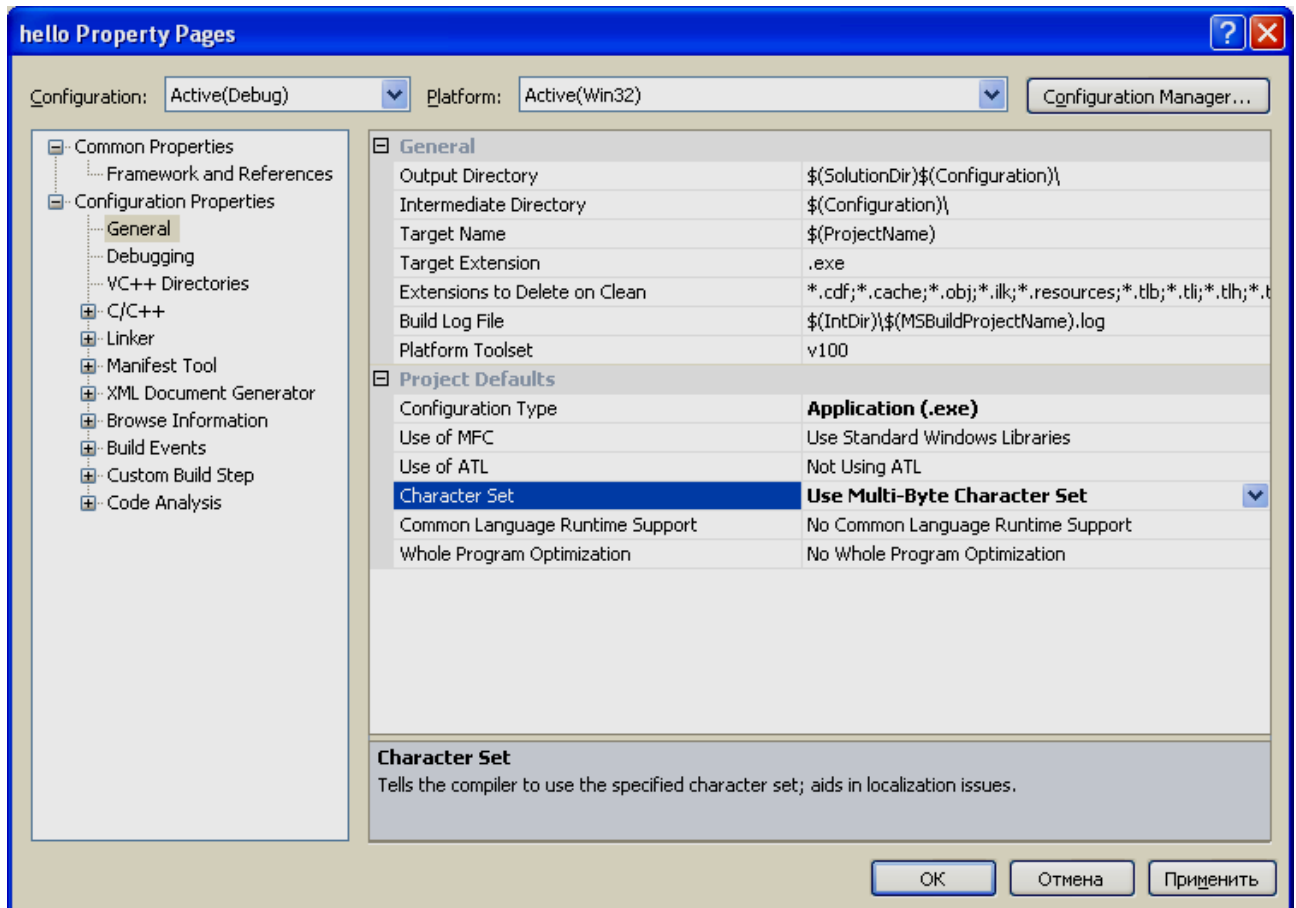 hello Property Pages
Configuration: Active(Debug) Platform: Active(Win32) Configuration Manager...
Common Properties
Framework and References
Configuration Properties
General
Debugging
VC++ Directories
C/C++
Linker
Manifest Tool
XML Document Generator
Browse Information
Build Events
Custom Build Step
Code Analysis
General
Output Directory $(SolutionDir)$(Configuration)\
Intermediate Directory $(Configuration)\
Target Name $(ProjectName)
Target Extension .exe
Extensions to Delete on Clean *.cdf;*.cache;*.obj;*.ilk;*.resources;*.tlb;*.tli;*.tlh;*.t
Build Log File $(IntDir)\$(MSBuildProjectName).log
Platform Toolset v100
Project Defaults
Configuration Type Application (.exe)
Use of MFC Use Standard Windows Libraries
Use of ATL Not Using ATL
Character Set Use Multi-Byte Character Set
Common Language Runtime Support No Common Language Runtime Support
Whole Program Optimization No Whole Program Optimization
Character Set
Tells the compiler to use the specified character set; aids in localization issues.
OK Отмена Применить